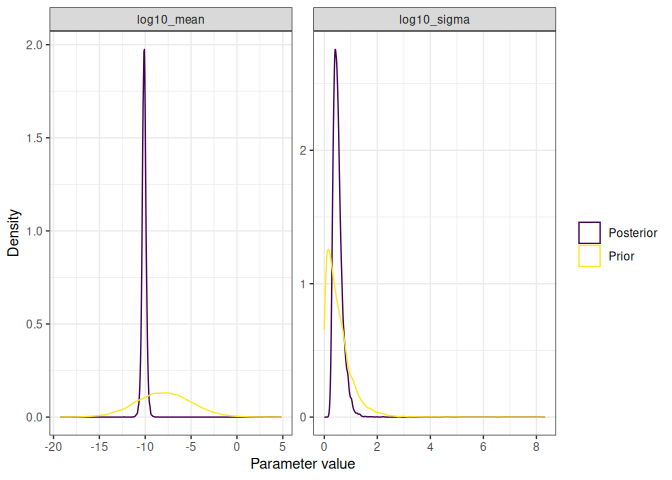 log10_mean
log10_sigma
2.0
1.5
1.0
0.5
0.0
2
1
0
-20 -15 -10 -5 0 5
0 2 4 6 8
Density
Parameter value
Posterior
Prior